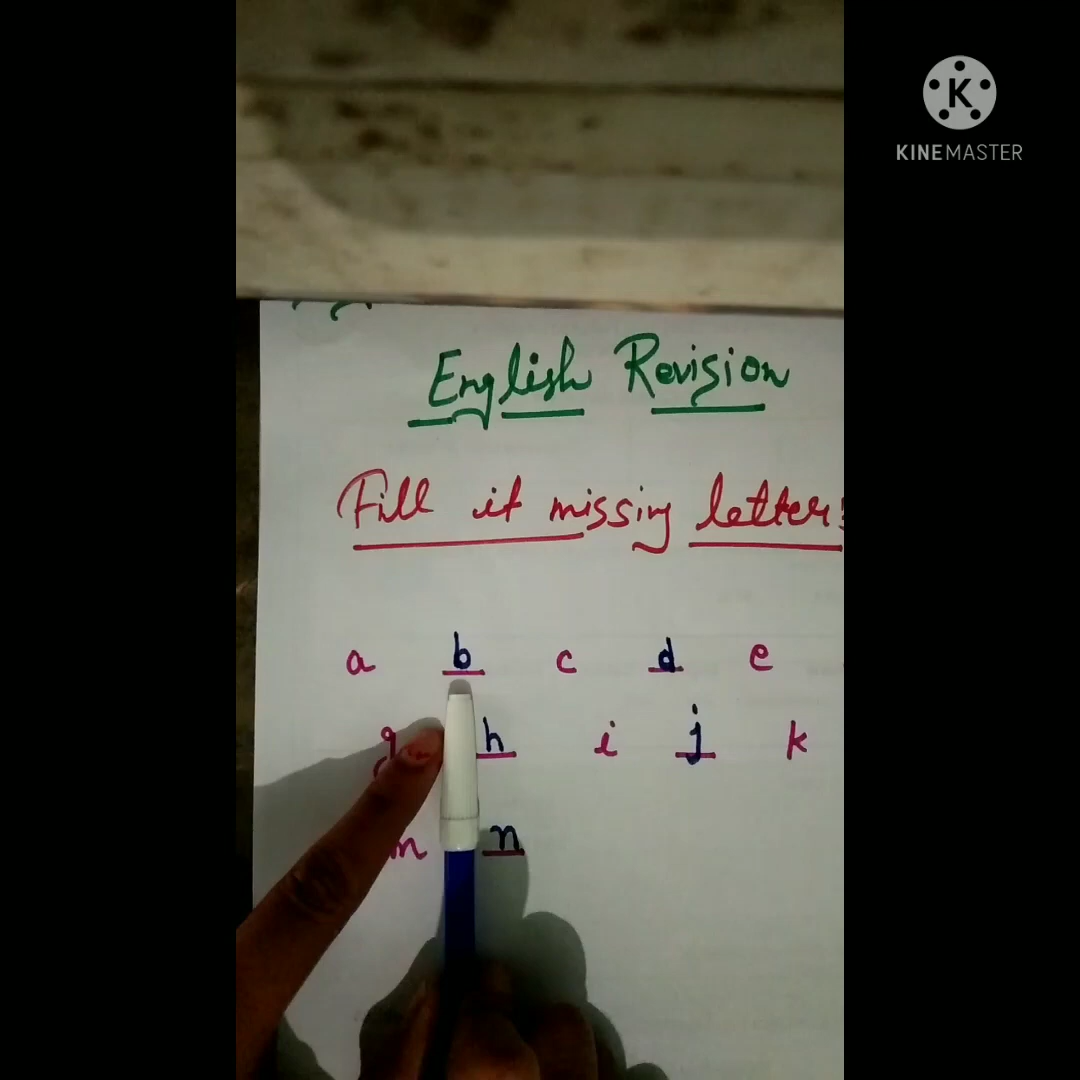 KINEMASTER
English Revision
Fill it missing letter:
a b c d e
g h i j k
m n